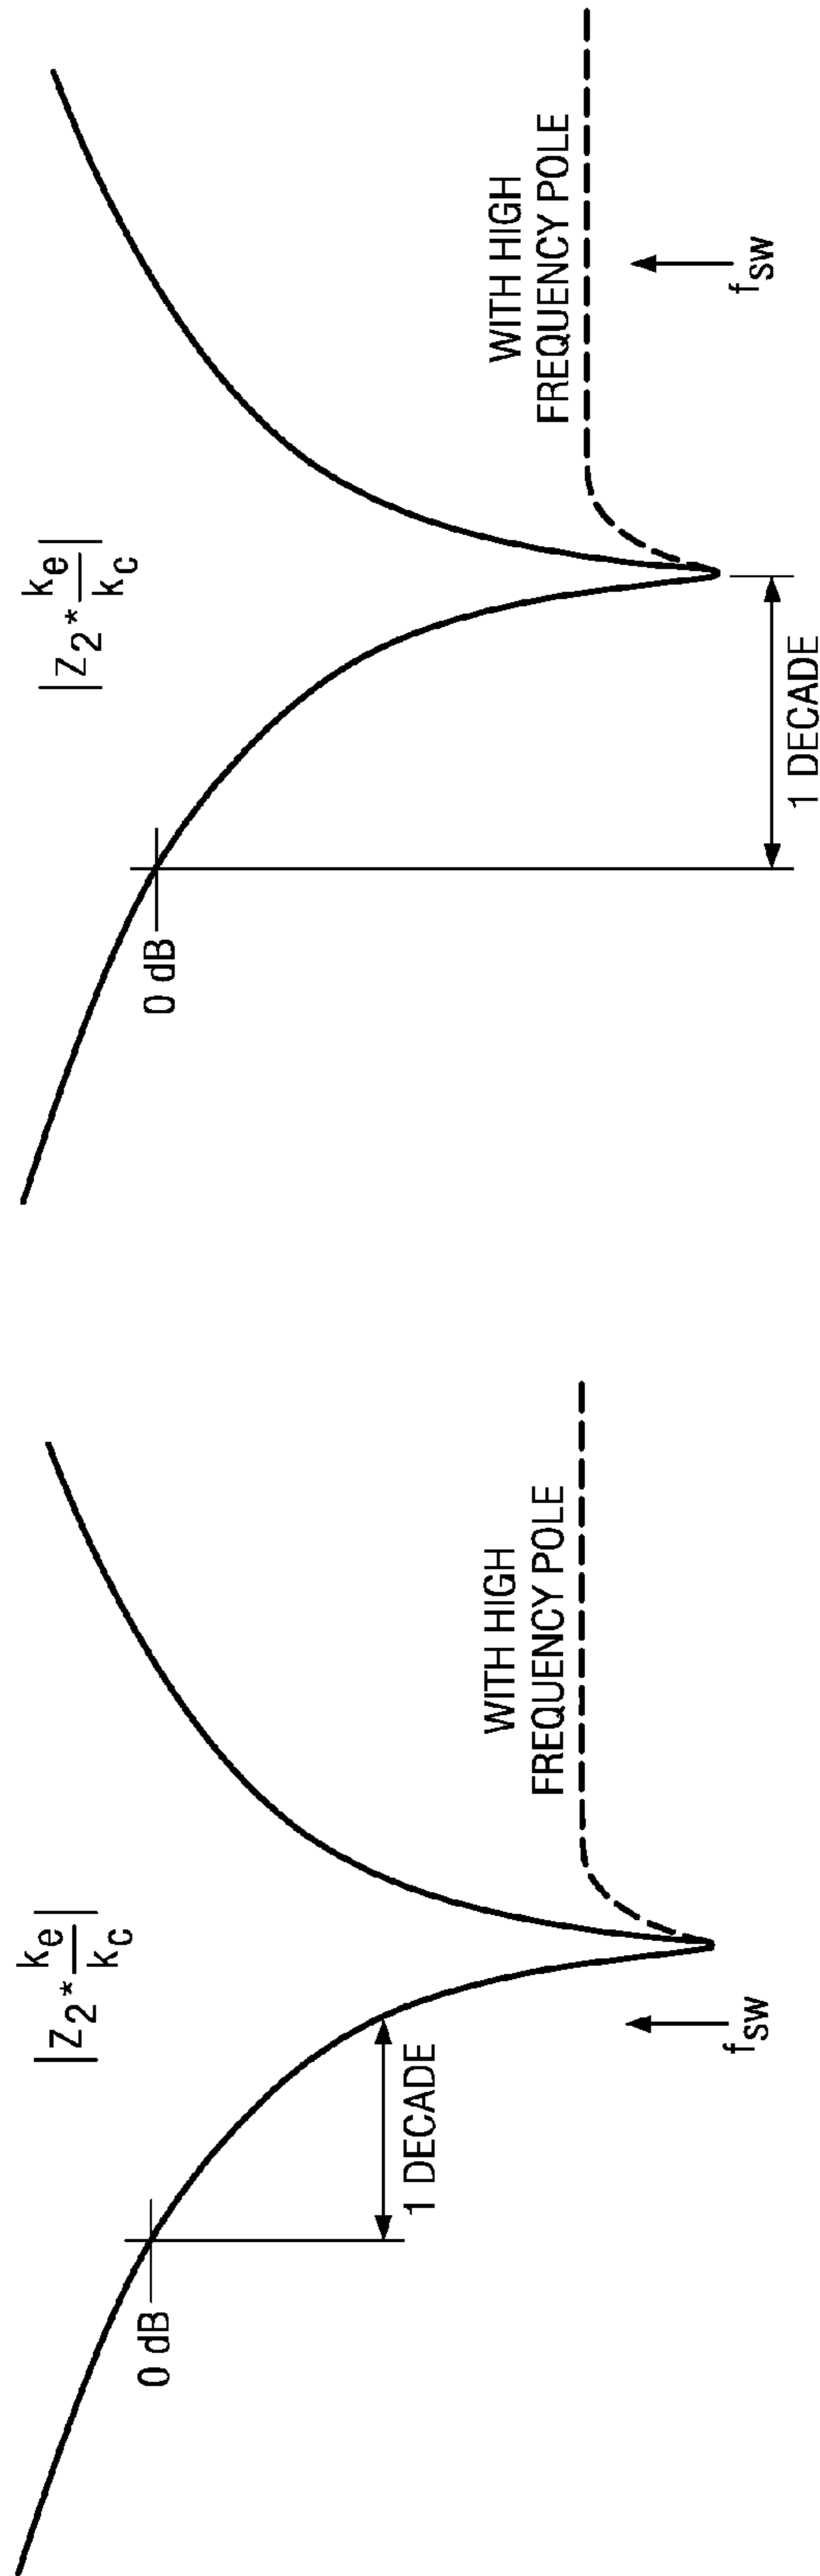 |Z2*ke/kc|
0 dB
1 DECADE
WITH HIGH
FREQUENCY POLE
fSW
|Z2*ke/kc|
0 dB
1 DECADE
WITH HIGH
FREQUENCY POLE
fSW